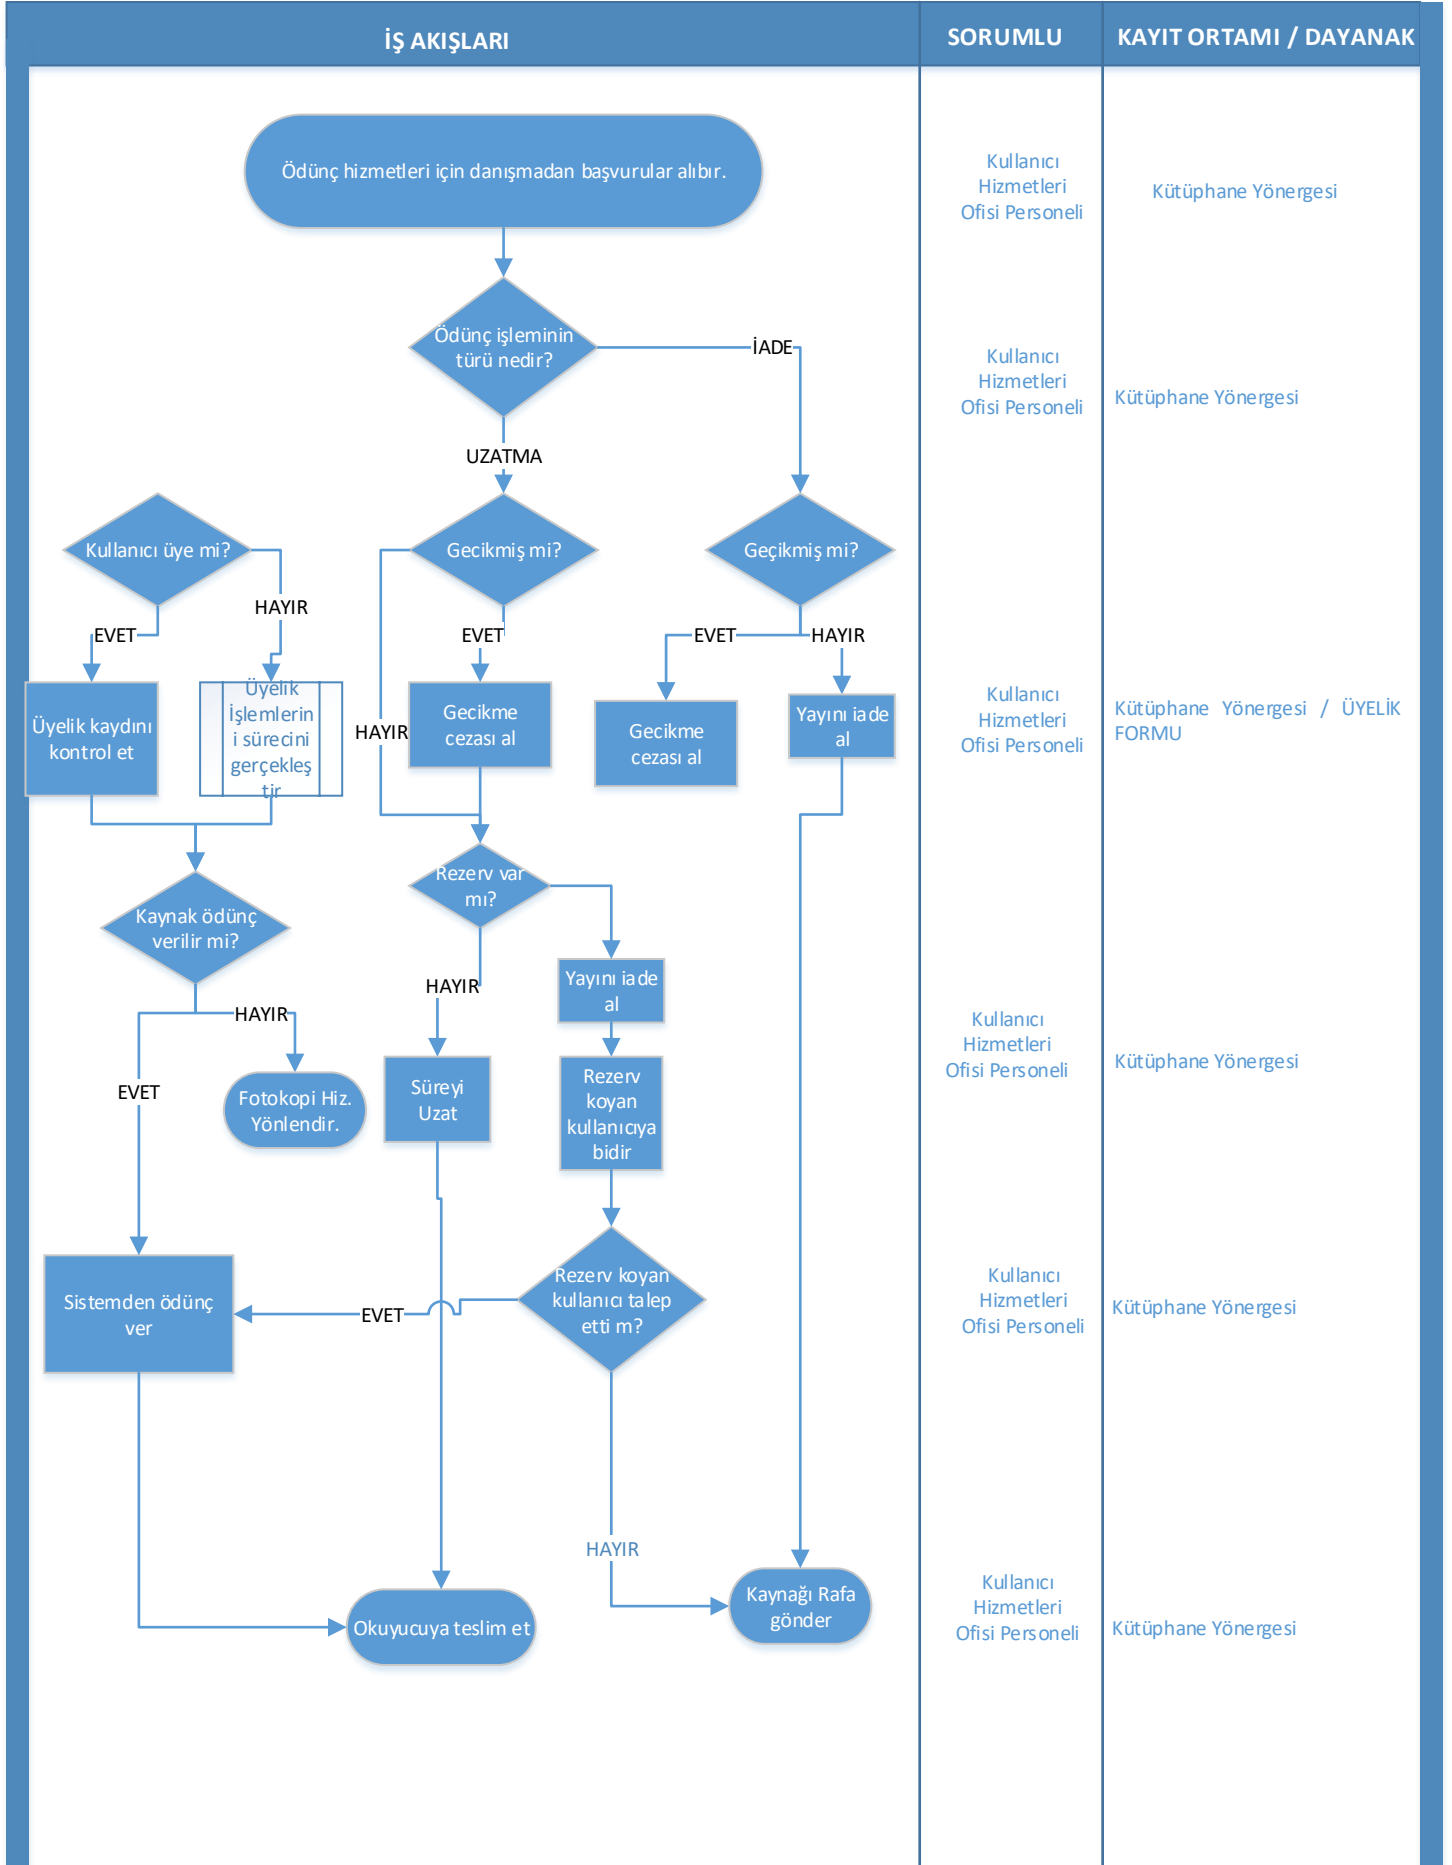 İŞ AKIŞLARI
SORUMLU
KAYIT ORTAMI / DAYANAK
Ödünç hizmetleri için danışmadan başvurular alıbır.
Kullanıcı
Hizmetleri
Ofisi Personeli
Kütüphane Yönergesi
Ödünç işleminin
türü nedir?
İADE
Kullanıcı
Hizmetleri
Ofisi Personeli
Kütüphane Yönergesi
UZATMA
Kullanıcı üye mi?
Gecikmiş mi?
Geçikmiş mi?
HAYIR
EVET
EVET
EVET
HAYIR
Üyelik kaydını
kontrol et
Üyelik
İşlemlerin
i sürecini
gerçekleş
tir
HAYIR
Gecikme
cezası al
Gecikme
cezası al
Yayını iade
al
Kullanıcı
Hizmetleri
Ofisi Personeli
Kütüphane Yönergesi / ÜYELİK
FORMU
Rezerv var
mı?
Kaynak ödünç
verilir mi?
HAYIR
Yayını iade
al
HAYIR
EVET
Fotokopi Hiz.
Yönlendir.
Süreyi
Uzat
Rezerv
koyan
kullanıcıya
bidir
Kullanıcı
Hizmetleri
Ofisi Personeli
Kütüphane Yönergesi
Sistemden ödünç
ver
EVET
Rezerv koyan
kullanıcı talep
etti m?
Kullanıcı
Hizmetleri
Ofisi Personeli
Kütüphane Yönergesi
HAYIR
Okuyucuya teslim et
Kaynağı Rafa
gönder
Kullanıcı
Hizmetleri
Ofisi Personeli
Kütüphane Yönergesi